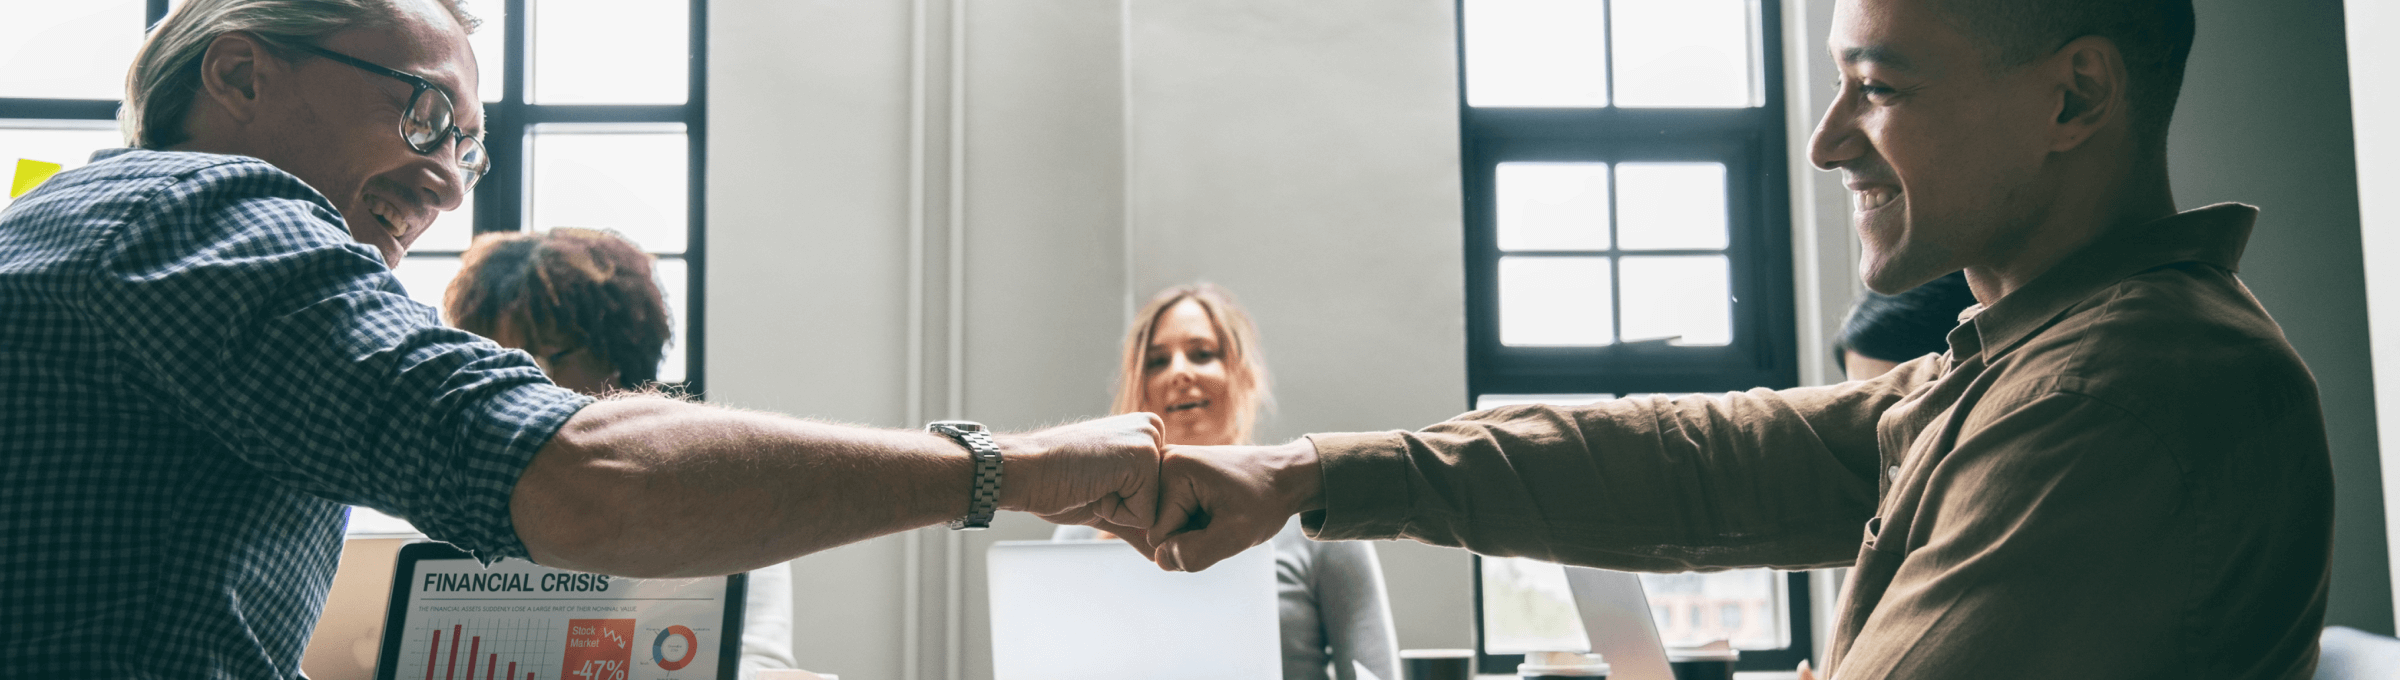 FINANCIAL CRISIS
THE FINANCIAL ASSETS SUDDENLY LOSE A LARGE PART OF THEIR NOMINAL VALUE
Stock
Market
-47%